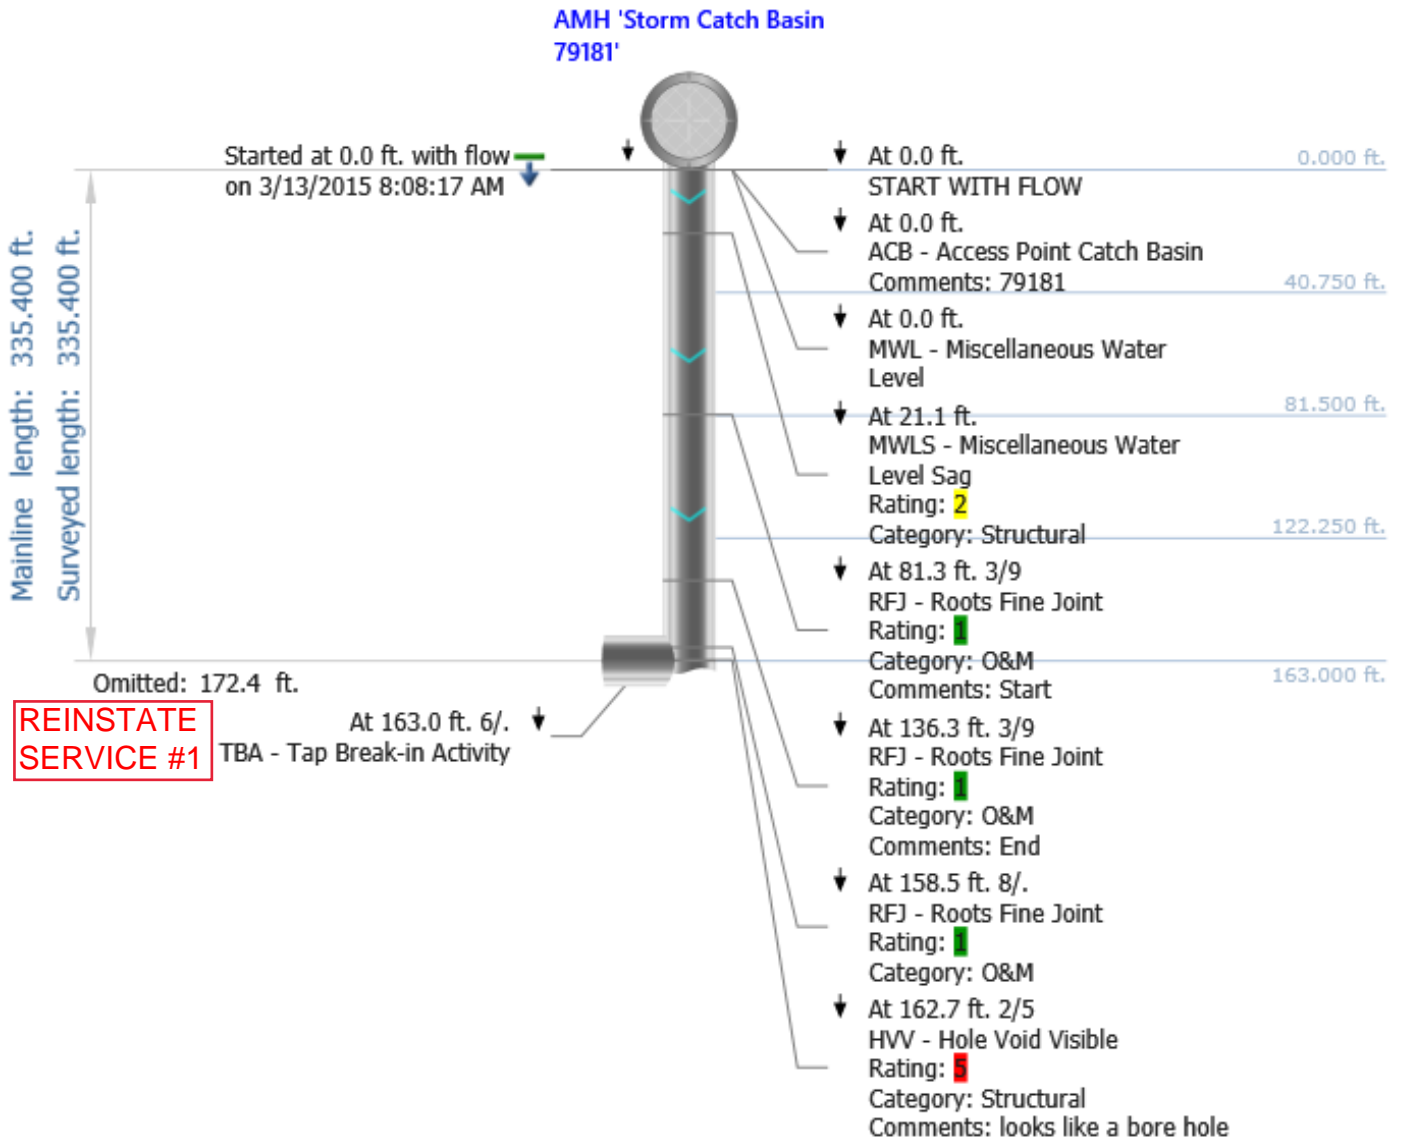 AMH 'Storm Catch Basin
79181'
Started at 0.0 ft. with flow
on 3/13/2015 8:08:17 AM
Mainline length: 335.400 ft.
Surveyed length: 335.400 ft.
At 0.0 ft.
START WITH FLOW
0.000 ft.
At 0.0 ft.
ACB - Access Point Catch Basin
Comments: 79181
40.750 ft.
At 0.0 ft.
MWL - Miscellaneous Water
Level
81.500 ft.
At 21.1 ft.
MWLS - Miscellaneous Water
Level Sag
Rating: 2
Category: Structural
122.250 ft.
At 81.3 ft. 3/9
RFJ - Roots Fine Joint
Rating: 1
Category: O&M
Comments: Start
163.000 ft.
Omitted: 172.4 ft.
REINSTATE
SERVICE #1
At 163.0 ft. 6/.
TBA - Tap Break-in Activity
At 136.3 ft. 3/9
RFJ - Roots Fine Joint
Rating: 1
Category: O&M
Comments: End
At 158.5 ft. 8/.
RFJ - Roots Fine Joint
Rating: 1
Category: O&M
At 162.7 ft. 2/5
HVV - Hole Void Visible
Rating: 5
Category: Structural
Comments: looks like a bore hole